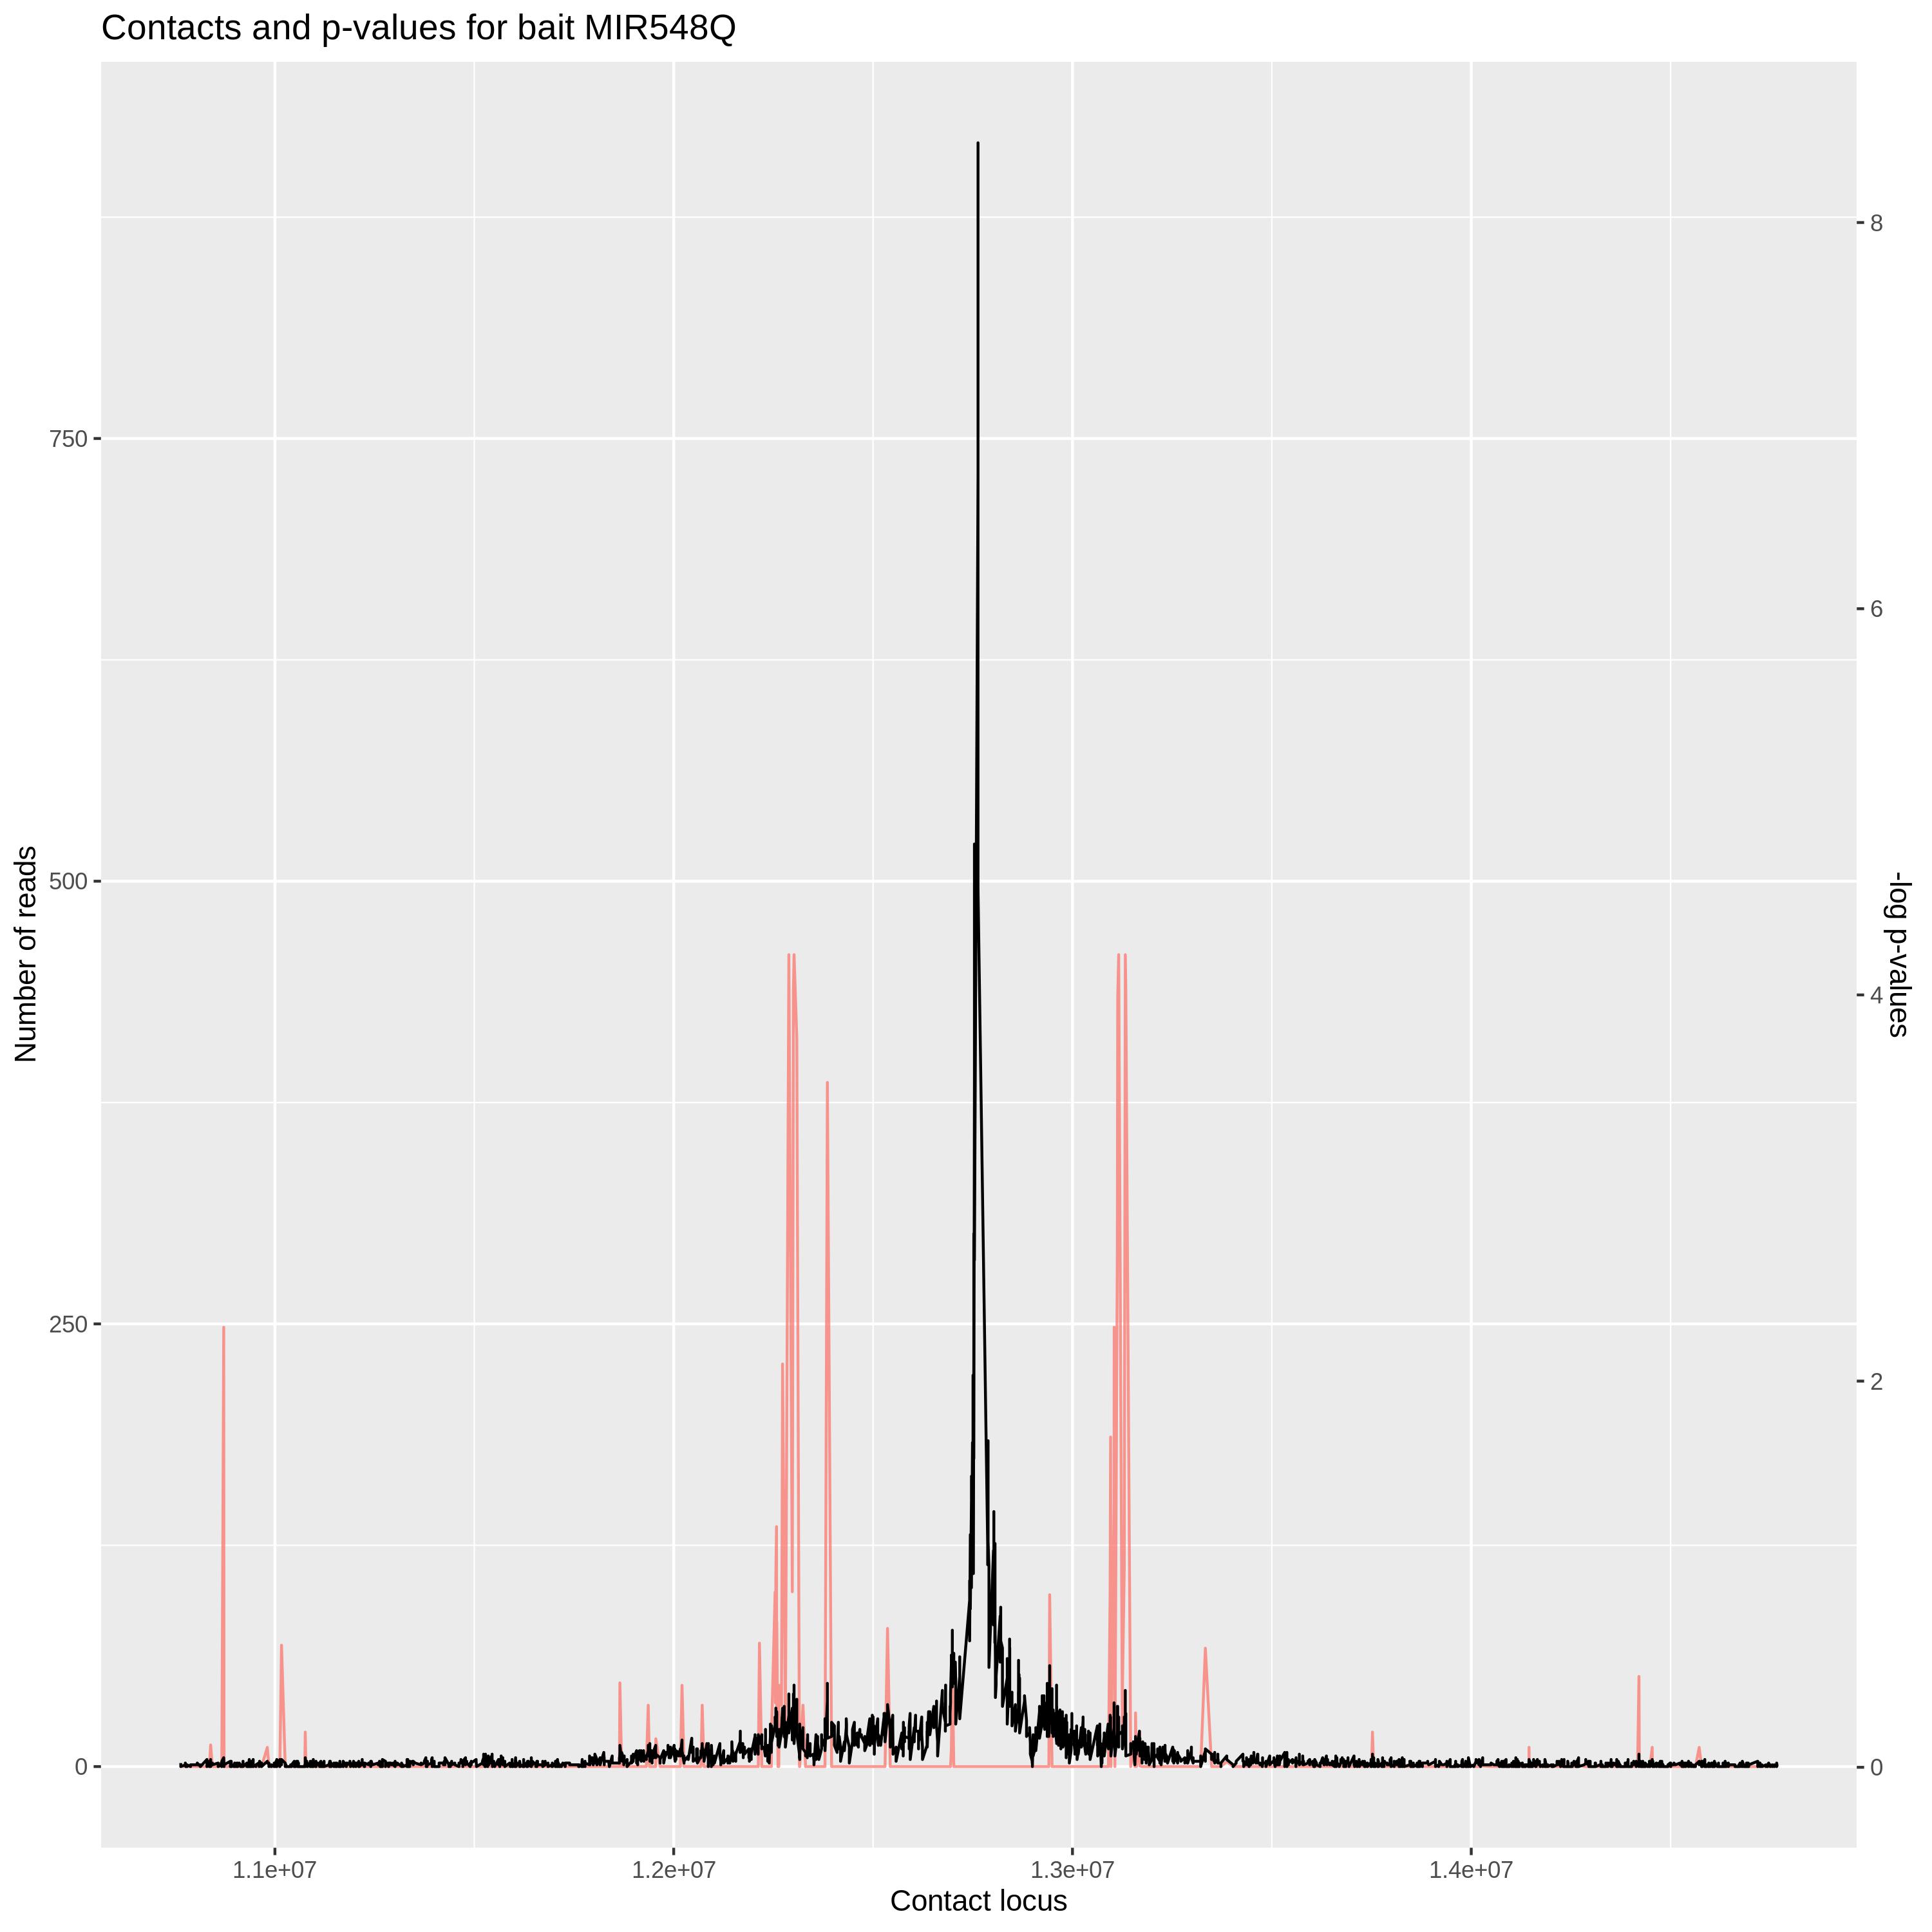 Contacts and p-values for bait MIR548Q
8
750
6
Number of reads
500
-log p-values
4
250
2
0
0
1.1e+07
1.2e+07
1.3e+07
1.4e+07
Contact locus